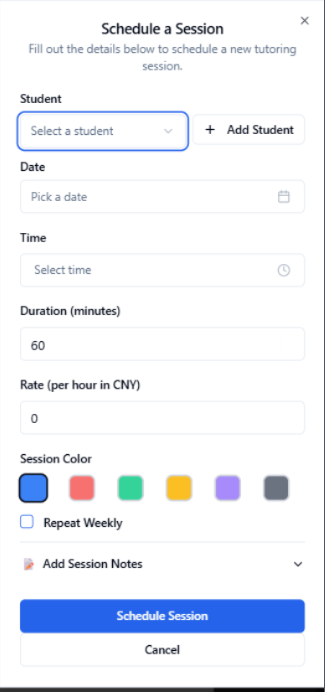 Schedule a Session
Fill out the details below to schedule a new tutoring
session.
Student
Select a student
+ Add Student
Date
Pick a date
Time
Select time
Duration (minutes)
60
Rate (per hour in CNY)
0
Session Color
Repeat Weekly
Add Session Notes
Schedule Session
Cancel